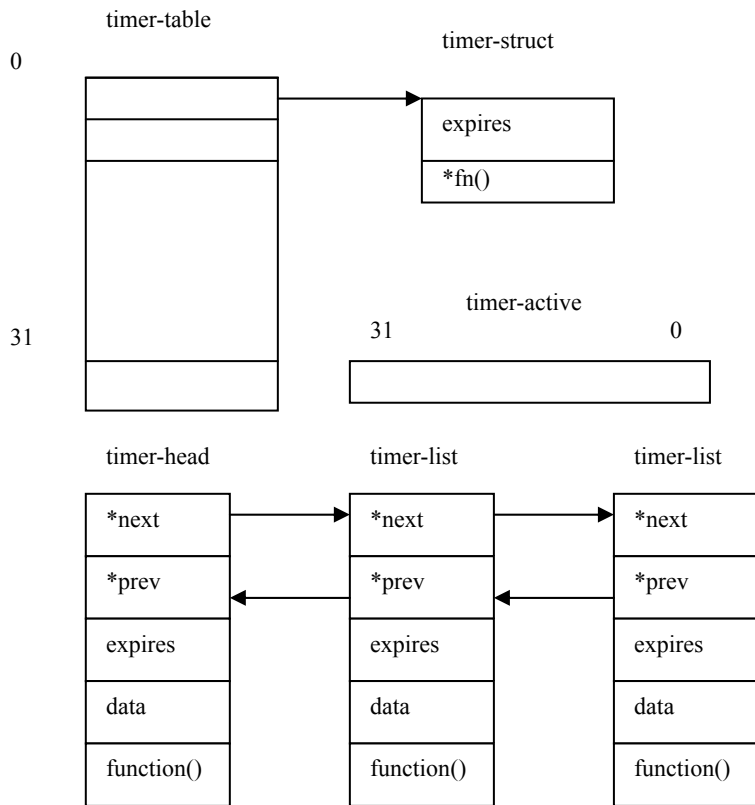 timer-table
timer-struct
0
expires
*fn()
timer-active
31
31 0
timer-head timer-list timer-list
*next *next *next
*prev *prev *prev
expires expires expires
data data data
function() function() function()